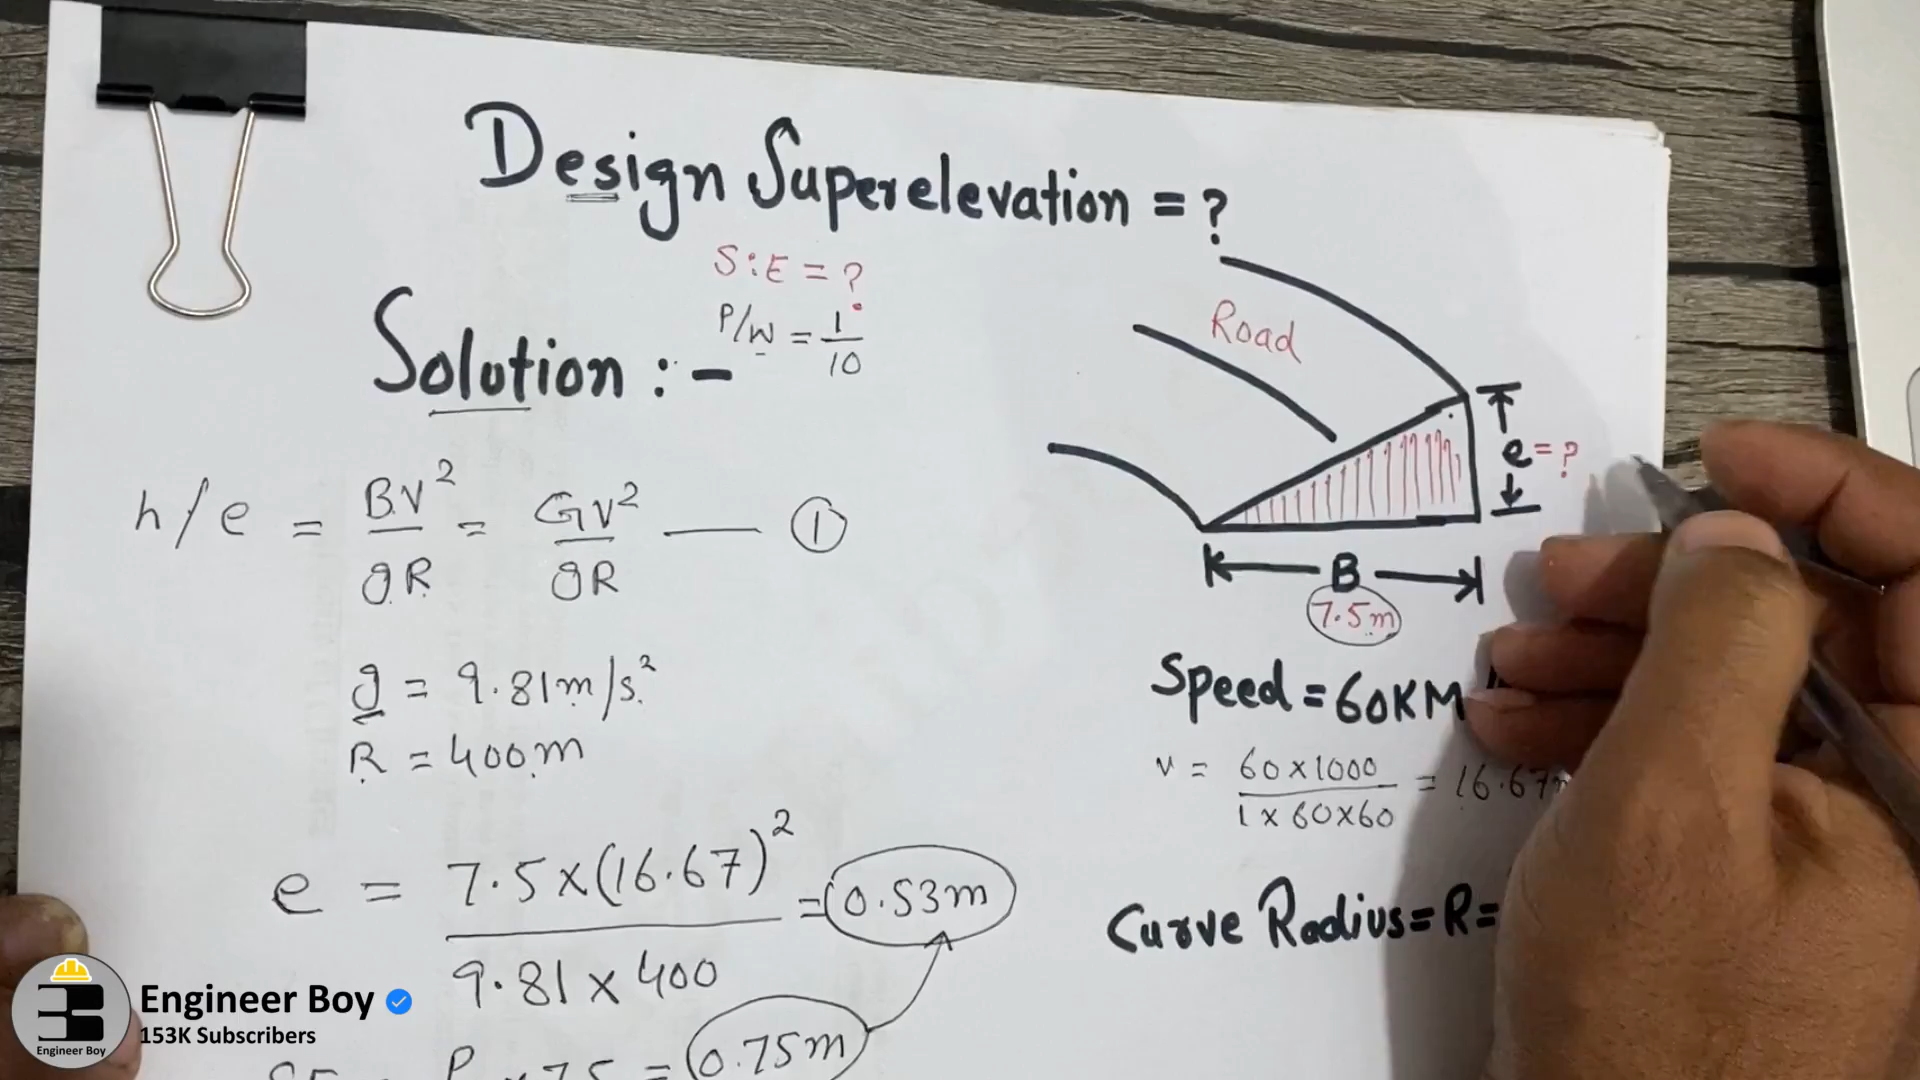 Design Superelevation = ?
S:E = ?
P/W = 1/10
Solution :-
Road
e = ?
B
7.5m
h/e = BV²/gR = GV²/gR —— ①
g = 9.81m/s²
R = 400m
Speed = 60KM
v = 60x1000/1x60x60 = 16.67m
e = 7.5x(16.67)²/9.81x400 = 0.53m
Curve Radius = R =
= 0.75m
Engineer Boy
153K Subscribers
Engineer Boy